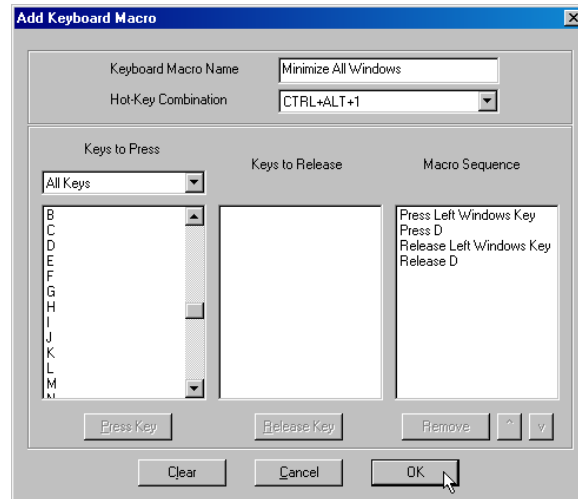 Add Keyboard Macro
Keyboard Macro Name
Minimize All Windows
Hot-Key Combination
CTRL+ALT+1
Keys to Press
Keys to Release
Macro Sequence
All Keys
B
C
D
E
F
G
H
I
J
K
L
M
N
Press Left Windows Key
Press D
Release Left Windows Key
Release D
Press Key
Release Key
Remove
^
v
Clear
Cancel
OK